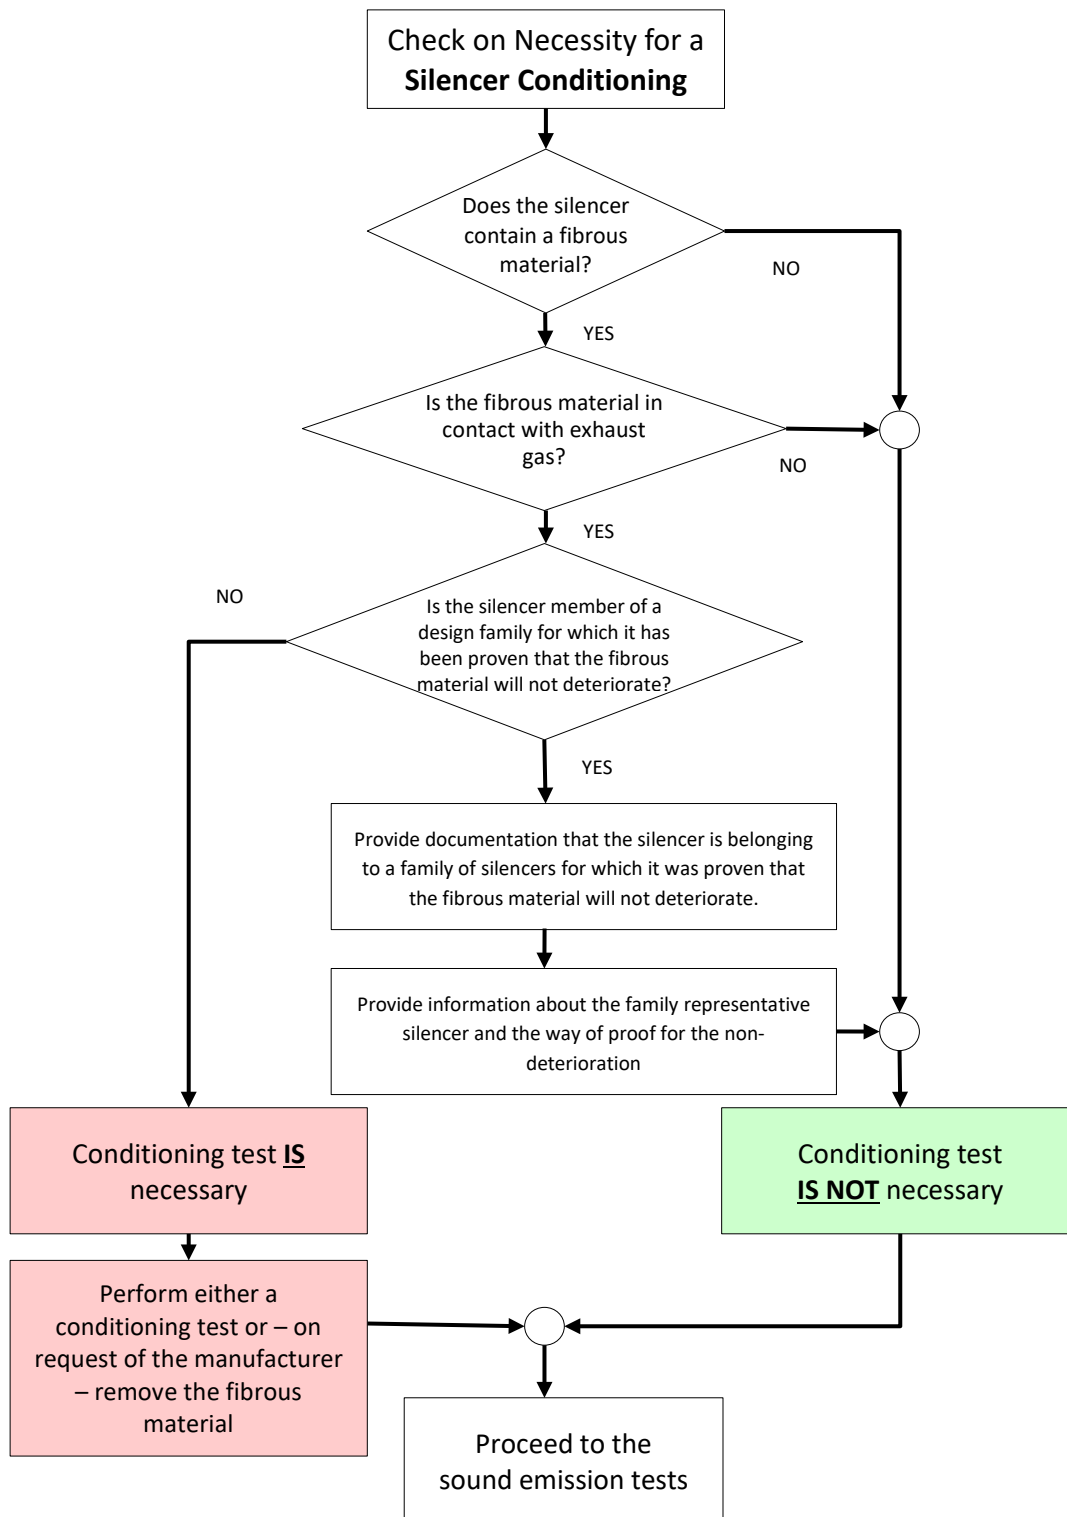 Check on Necessity for a
Silencer Conditioning
Does the silencer
contain a fibrous
material?
NO
YES
Is the fibrous material in
contact with exhaust
gas?
NO
YES
NO
Is the silencer member of a
design family for which it has
been proven that the fibrous
material will not deteriorate?
YES
Provide documentation that the silencer is belonging
to a family of silencers for which it was proven that
the fibrous material will not deteriorate.
Provide information about the family representative
silencer and the way of proof for the non-
deterioration
Conditioning test IS
necessary
Conditioning test
IS NOT necessary
Perform either a
conditioning test or – on
request of the manufacturer
– remove the fibrous
material
Proceed to the
sound emission tests